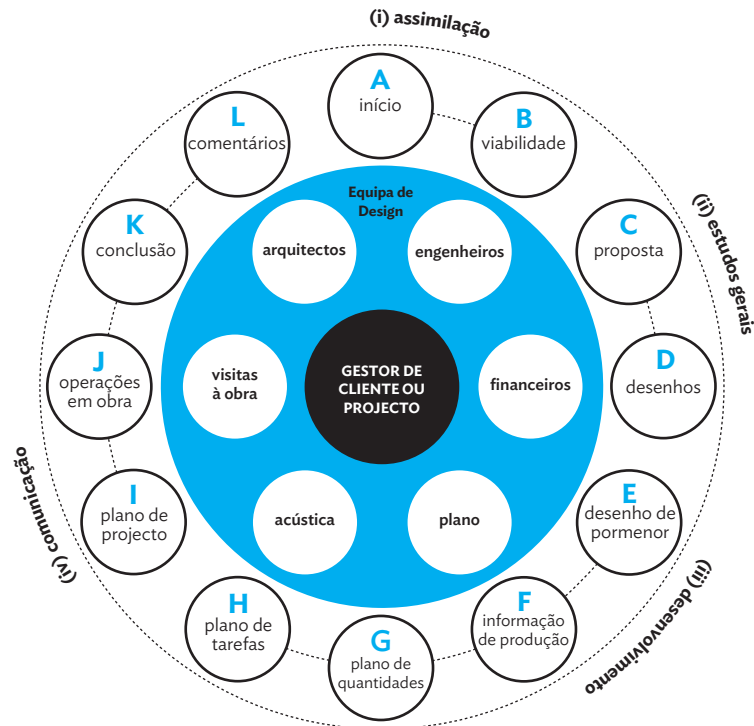 (i) assimilação
A
início
B
viabilidade
(ii) estudos gerais
C
proposta
D
desenhos
E
desenho de
pormenor
(iii) desenvolvimento
F
informação
de produção
G
plano de
quantidades
H
plano de
tarefas
(iv) comunicação
I
plano de
projecto
J
operações
em obra
K
conclusão
L
comentários
Equipa de
Design
arquitectos
engenheiros
visitas
à obra
GESTOR DE
CLIENTE OU
PROJECTO
financeiros
acústica
plano